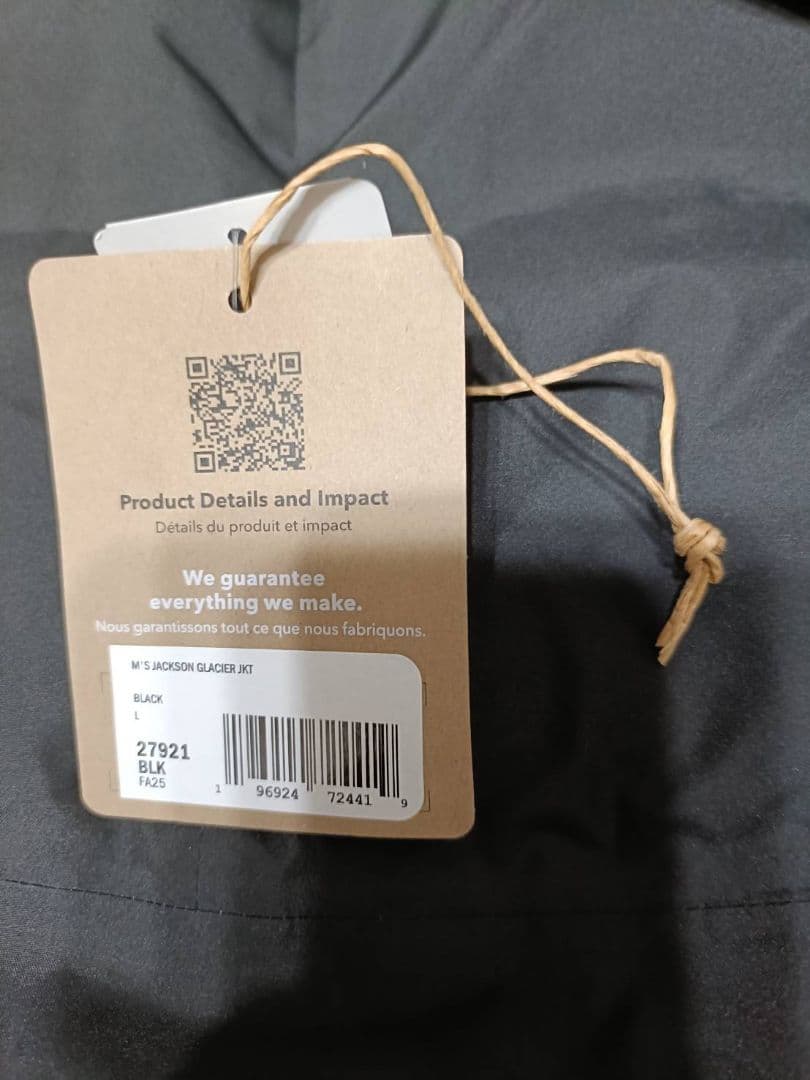 Product Details and Impact
Détails du produit et impact
We guarantee
everything we make.
Nous garantissons tout ce que nous fabriquons.
M'S JACKSON GLACIER JKT
BLACK
L
27921
BLK
FA25
1 96924 72441 9